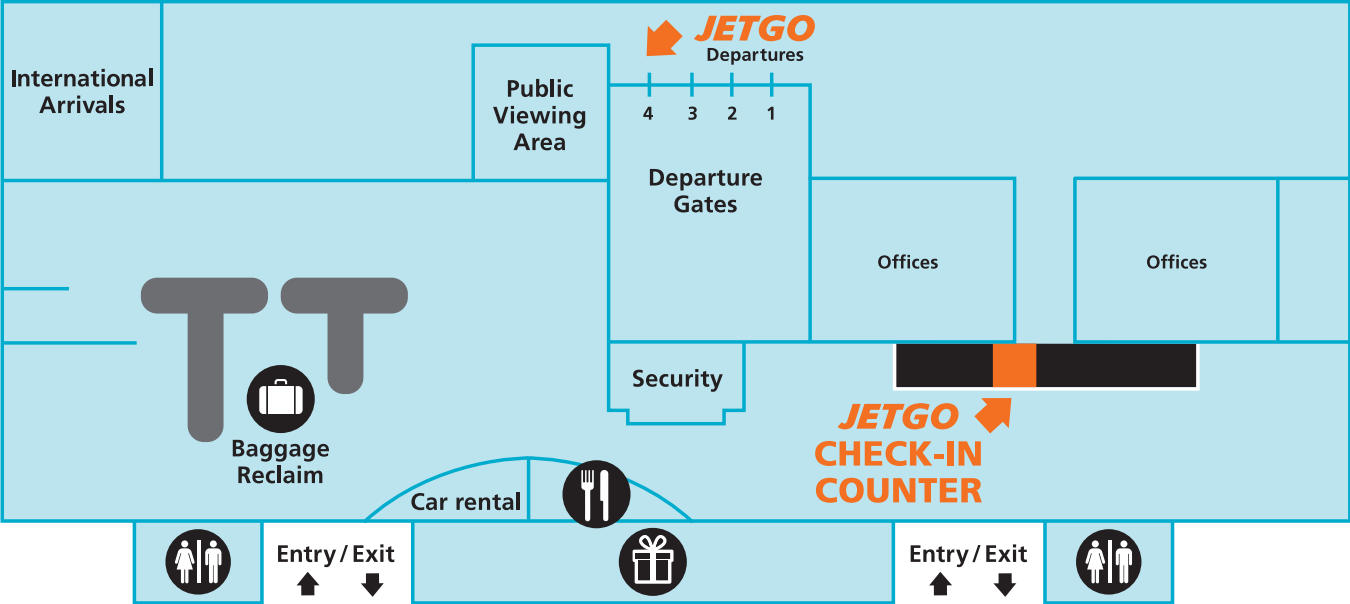 JETGO
Departures
International
Arrivals
Public
Viewing
Area
4 3 2 1
Departure
Gates
Offices
Offices
Security
JETGO
CHECK-IN
COUNTER
Baggage
Reclaim
Car rental
Entry / Exit
Entry / Exit